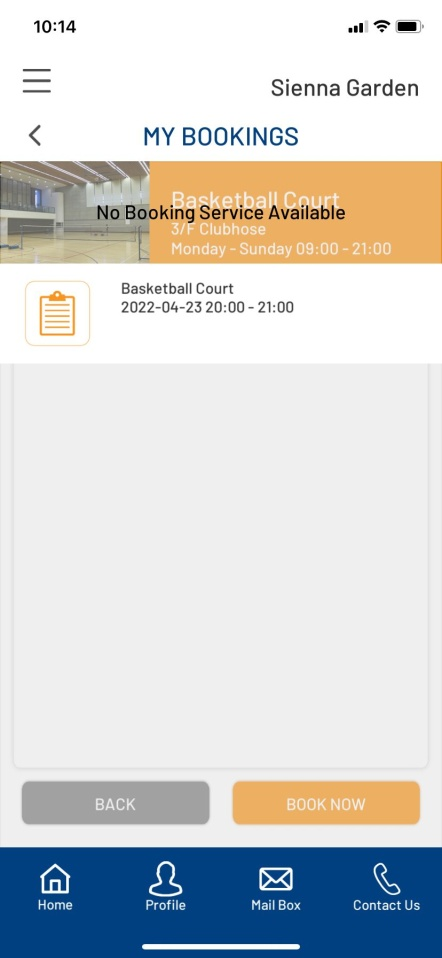 10:14
Sienna Garden
MY BOOKINGS
Basketball Court
No Booking Service Available
3/F Clubhose
Monday - Sunday 09:00 - 21:00
Basketball Court
2022-04-23 20:00 - 21:00
BACK
BOOK NOW
Home
Profile
Mail Box
Contact Us